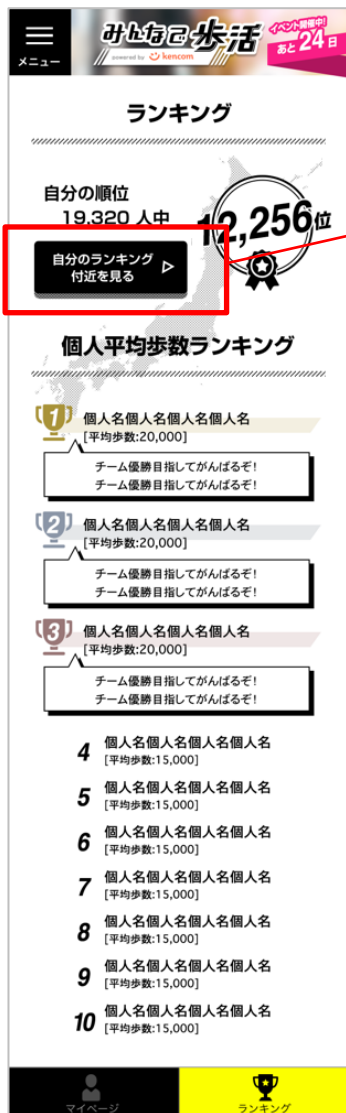 メニュー
みんなで歩活
powered by kencom
イベント開催中!
あと24日
ランキング
自分の順位
19,320 人中
12,256位
自分のランキング
付近を見る
個人平均歩数ランキング
1
個人名個人名個人名個人名
[平均歩数:20,000]
チーム優勝目指してがんばるぞ!
チーム優勝目指してがんばるぞ!
2
個人名個人名個人名個人名
[平均歩数:20,000]
チーム優勝目指してがんばるぞ!
チーム優勝目指してがんばるぞ!
3
個人名個人名個人名個人名
[平均歩数:20,000]
チーム優勝目指してがんばるぞ!
チーム優勝目指してがんばるぞ!
4 個人名個人名個人名個人名
[平均歩数:15,000]
5 個人名個人名個人名個人名
[平均歩数:15,000]
6 個人名個人名個人名個人名
[平均歩数:15,000]
7 個人名個人名個人名個人名
[平均歩数:15,000]
8 個人名個人名個人名個人名
[平均歩数:15,000]
9 個人名個人名個人名個人名
[平均歩数:15,000]
10 個人名個人名個人名個人名
[平均歩数:15,000]
マイページ
ランキング